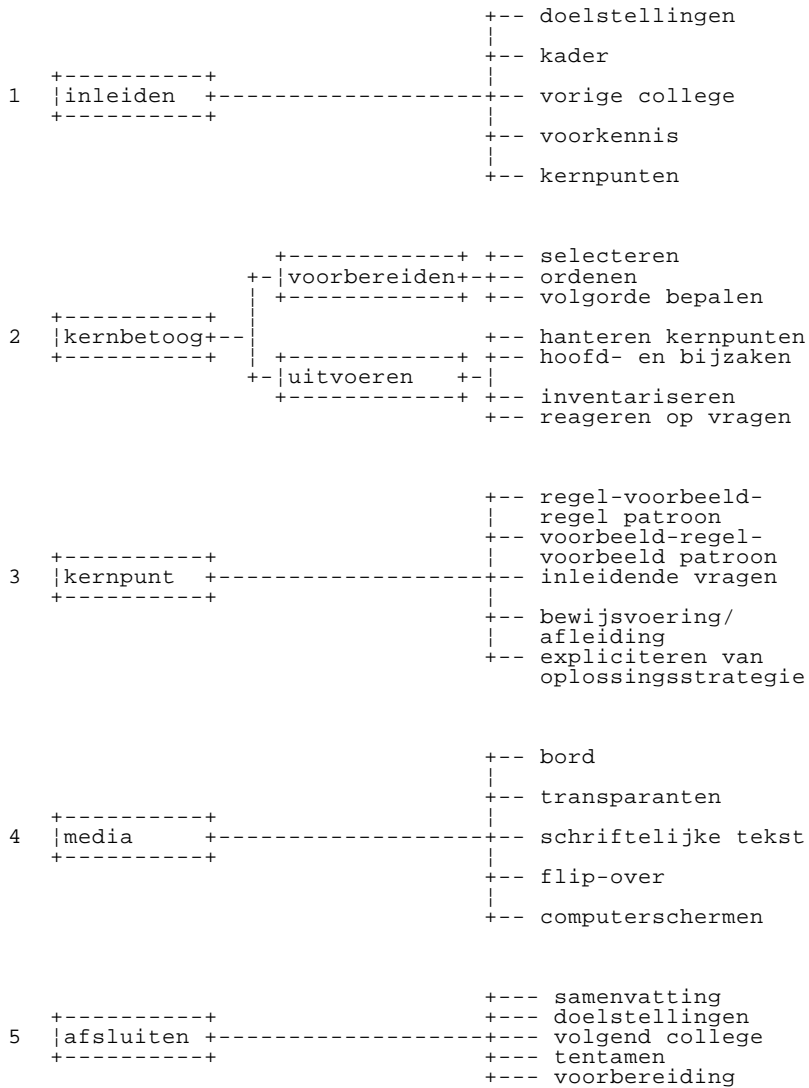 +-- doelstellingen
¦
+-- kader
+----------+ ¦
1 ¦inleiden +-----------------+-- vorige college
+----------+ ¦
+-- voorkennis
¦
+-- kernpunten
+------------+ +-- selecteren
+-¦voorbereiden+-+-- ordenen
+----------+ ¦ +------------+ +-- volgorde bepalen
2 ¦kernbetoog+--¦ +-- hanteren kernpunten
+----------+ ¦ +------------+ +-- hoofd- en bijzaken
+-¦uitvoeren +-¦
+------------+ +-- inventariseren
+-- reageren op vragen
+-- regel-voorbeeld-
¦ regel patroon
+-- voorbeeld-regel-
+----------+ ¦ voorbeeld patroon
3 ¦kernpunt +-----------------+-- inleidende vragen
+----------+ ¦
+-- bewijsvoering/
¦ afleiding
+-- expliciteren van
oplossingsstrategie
+-- bord
¦
+-- transparanten
+----------+ ¦
4 ¦media +-----------------+-- schriftelijke tekst
+----------+ ¦
+-- flip-over
¦
+-- computerschermen
+--- samenvatting
+----------+ +--- doelstellingen
5 ¦afsluiten +-----------------+--- volgend college
+----------+ +--- tentamen
+--- voorbereiding